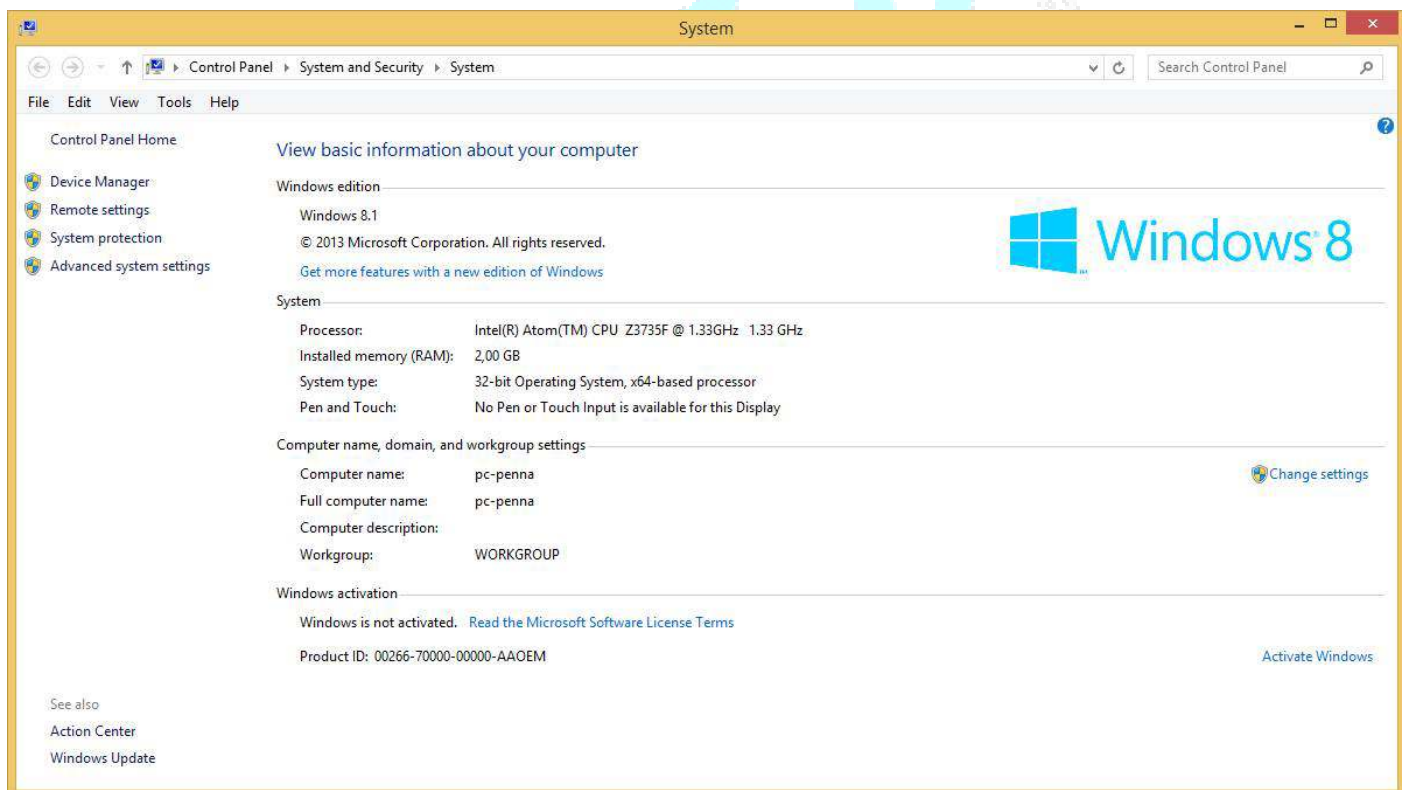 System
Control Panel System and Security System
Search Control Panel
File Edit View Tools Help
Control Panel Home
Device Manager
Remote settings
System protection
Advanced system settings
View basic information about your computer
Windows edition
Windows 8.1
© 2013 Microsoft Corporation. All rights reserved.
Get more features with a new edition of Windows
Windows 8
System
Processor: Intel(R) Atom(TM) CPU Z3735F @ 1.33GHz 1.33 GHz
Installed memory (RAM): 2,00 GB
System type: 32-bit Operating System, x64-based processor
Pen and Touch: No Pen or Touch Input is available for this Display
Computer name, domain, and workgroup settings
Computer name: pc-penna
Change settings
Full computer name: pc-penna
Computer description:
Workgroup: WORKGROUP
Windows activation
Windows is not activated. Read the Microsoft Software License Terms
Product ID: 00266-70000-00000-AAOEM
Activate Windows
See also
Action Center
Windows Update